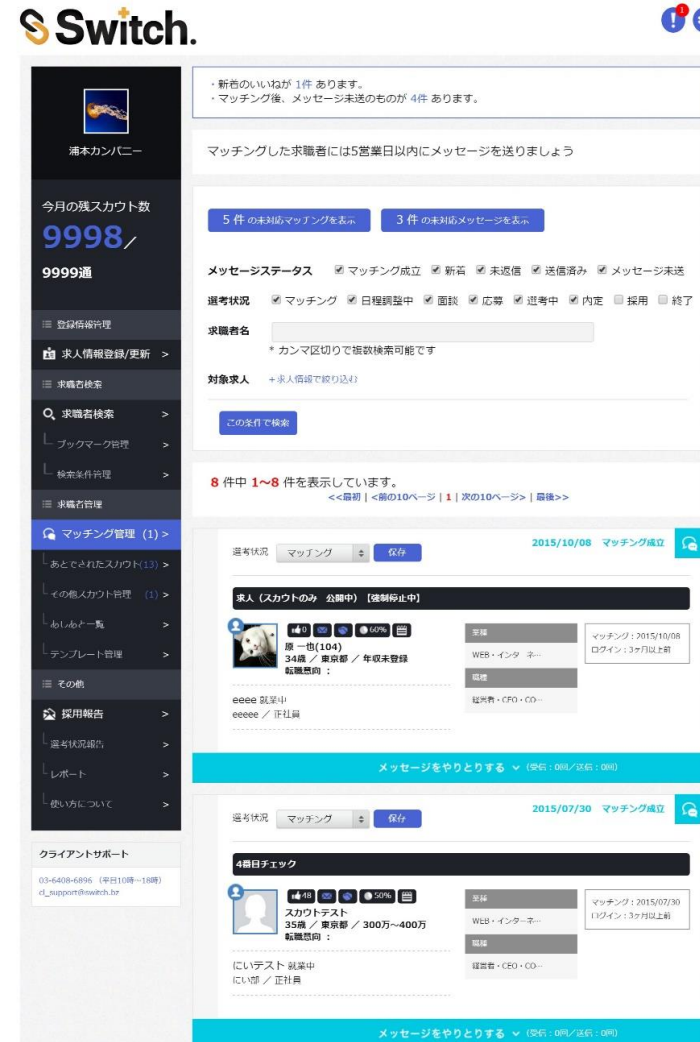 Switch.
1
・新着のいいねが 1件 あります。
・マッチング後、メッセージ未送のものが 4件 あります。
浦本カンパニー
マッチングした求職者には5営業日以内にメッセージを送りましょう
今月の残スカウト数
9998／
9999通
5 件 の未対応マッチングを表示
3 件 の未対応メッセージを表示
メッセージステータス マッチング成立 新着 未返信 送信済み メッセージ未送
選考状況 マッチング 日程調整中 面談 応募 選考中 内定 採用 終了
求職者名
* カンマ区切りで複数検索可能です
対象求人 +求人情報で絞り込む
この条件で検索
登録情報管理
求人情報登録/更新 >
求職者検索
求職者検索 >
ブックマーク管理 >
検索条件管理 >
求職者管理
マッチング管理 (1) >
あとでされたスカウト(13) >
その他スカウト管理 (1) >
あしあと一覧 >
テンプレート管理 >
その他
採用報告 >
選考状況報告 >
レポート >
使い方について >
クライアントサポート
03-6408-6896 （平日10時〜18時）
cl_support@switch.bz
8 件中 1〜8 件を表示しています。
<<最初 | <前の10ページ | 1 | 次の10ページ> | 最後>>
選考状況 マッチング 保存
2015/10/08 マッチング成立
求人（スカウトのみ 公開中）【強制停止中】
0 60%
原 一也(104)
34歳 ／ 東京都 ／ 年収未登録
転職意向 ：
eeee 就業中
eeeee ／ 正社員
業種
WEB・インターネ…
職種
経営者・CEO・CO…
マッチング：2015/10/08
ログイン：3ヶ月以上前
メッセージをやりとりする （受信：0回／送信：0回）
選考状況 マッチング 保存
2015/07/30 マッチング成立
4番目チェック
48 50%
スカウトテスト
35歳 ／ 東京都 ／ 300万〜400万
転職意向 ：
にいテスト 就業中
にい部 ／ 正社員
業種
WEB・インターネ…
職種
経営者・CEO・CO…
マッチング：2015/07/30
ログイン：3ヶ月以上前
メッセージをやりとりする （受信：0回／送信：0回）